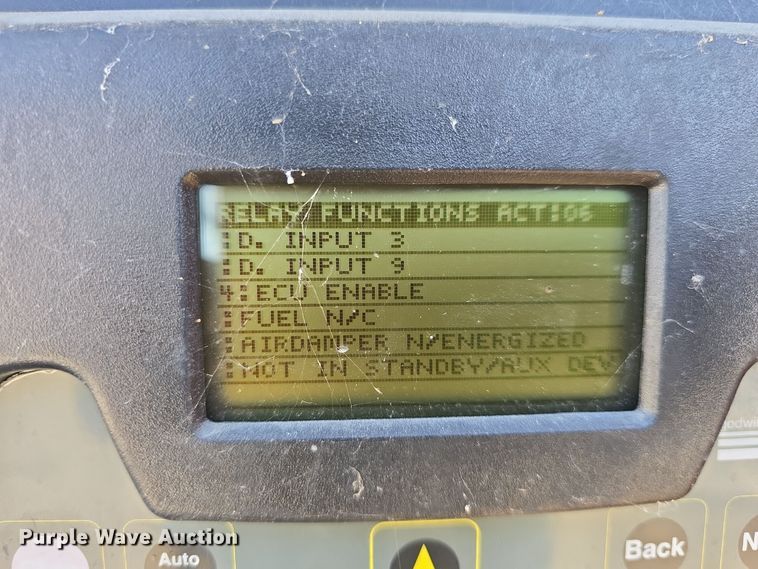 RELAY FUNCTIONS ACT:06
:D. INPUT 3
:D. INPUT 9
4:ECU ENABLE
:FUEL N/C
:AIRDAMPER N/ENERGIZED
:NOT IN STANDBY/AUX DEV
Purple Wave Auction
Auto
Back